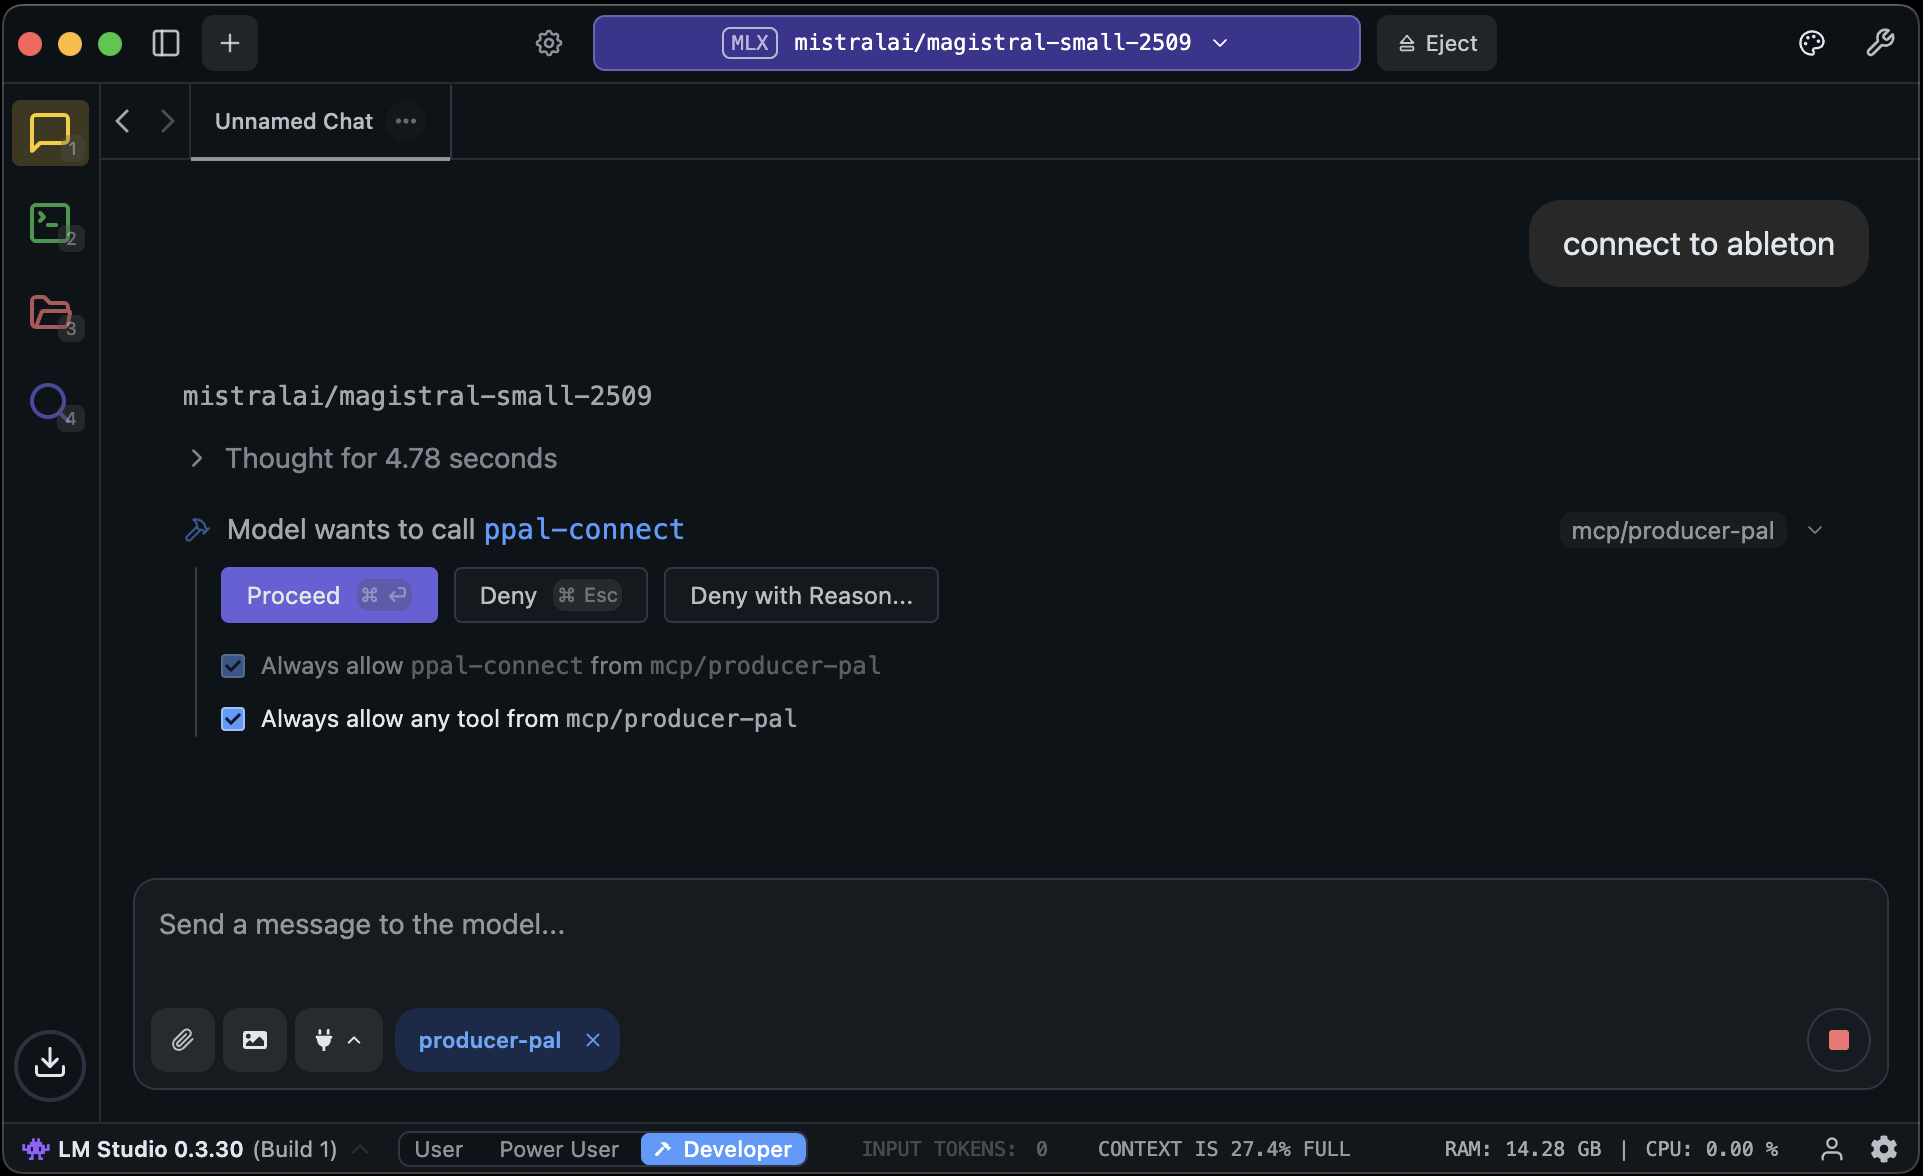 MLX mistralai/magistral-small-2509
Eject
1
Unnamed Chat
2
3
4
connect to ableton
mistralai/magistral-small-2509
Thought for 4.78 seconds
Model wants to call ppal-connect
mcp/producer-pal
Proceed ⌘ ↩ Deny ⌘ Esc Deny with Reason...
Always allow ppal-connect from mcp/producer-pal
Always allow any tool from mcp/producer-pal
Send a message to the model...
producer-pal
LM Studio 0.3.30 (Build 1) User Power User Developer INPUT TOKENS: 0 CONTEXT IS 27.4% FULL RAM: 14.28 GB | CPU: 0.00 %